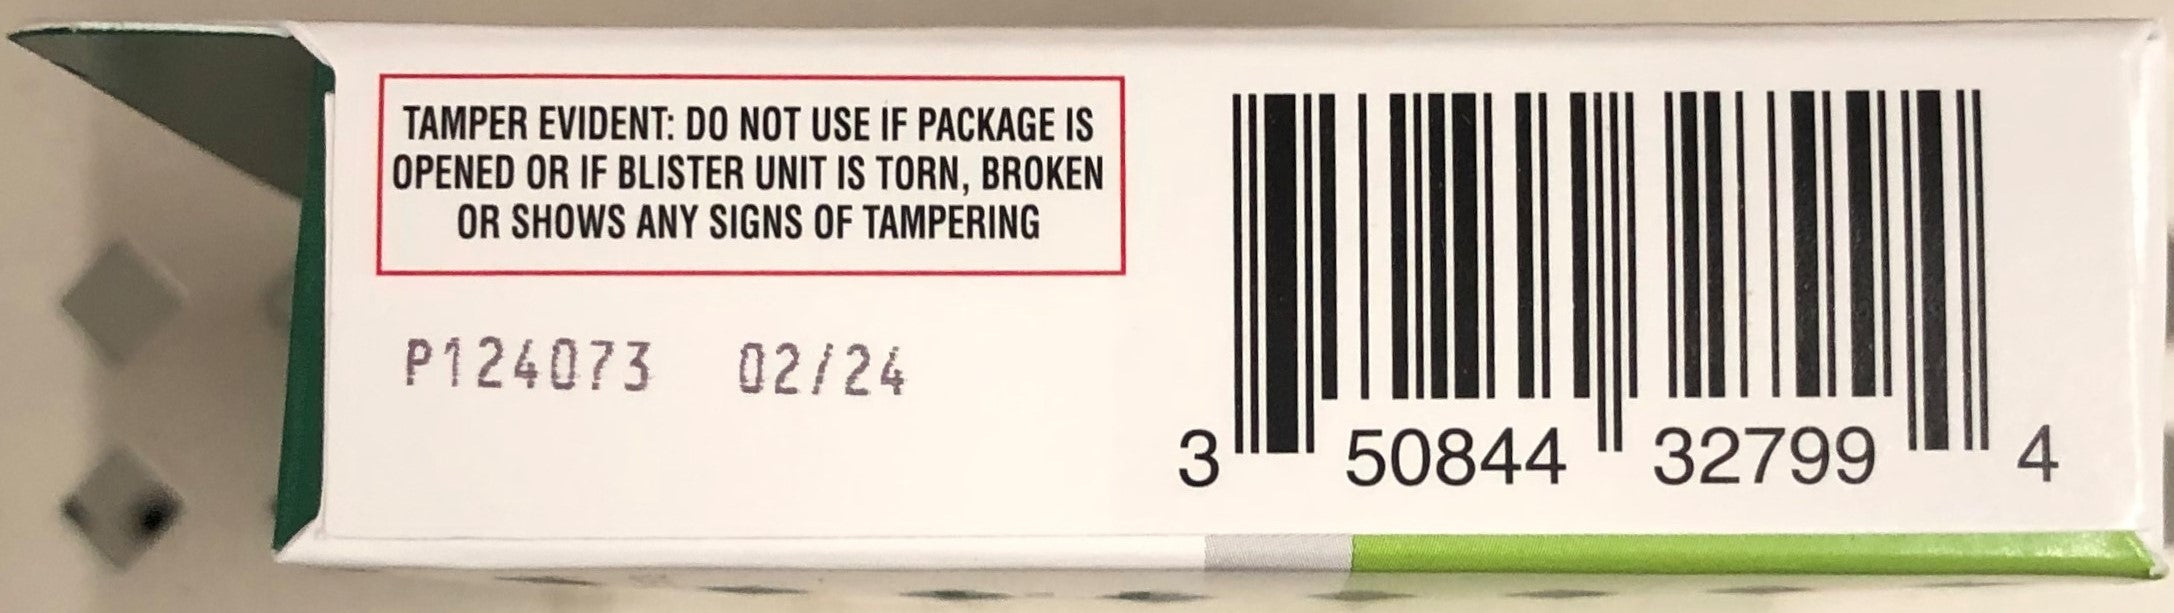 TAMPER EVIDENT: DO NOT USE IF PACKAGE IS
OPENED OR IF BLISTER UNIT IS TORN, BROKEN
OR SHOWS ANY SIGNS OF TAMPERING
P124073 02/24
3 50844 32799 4